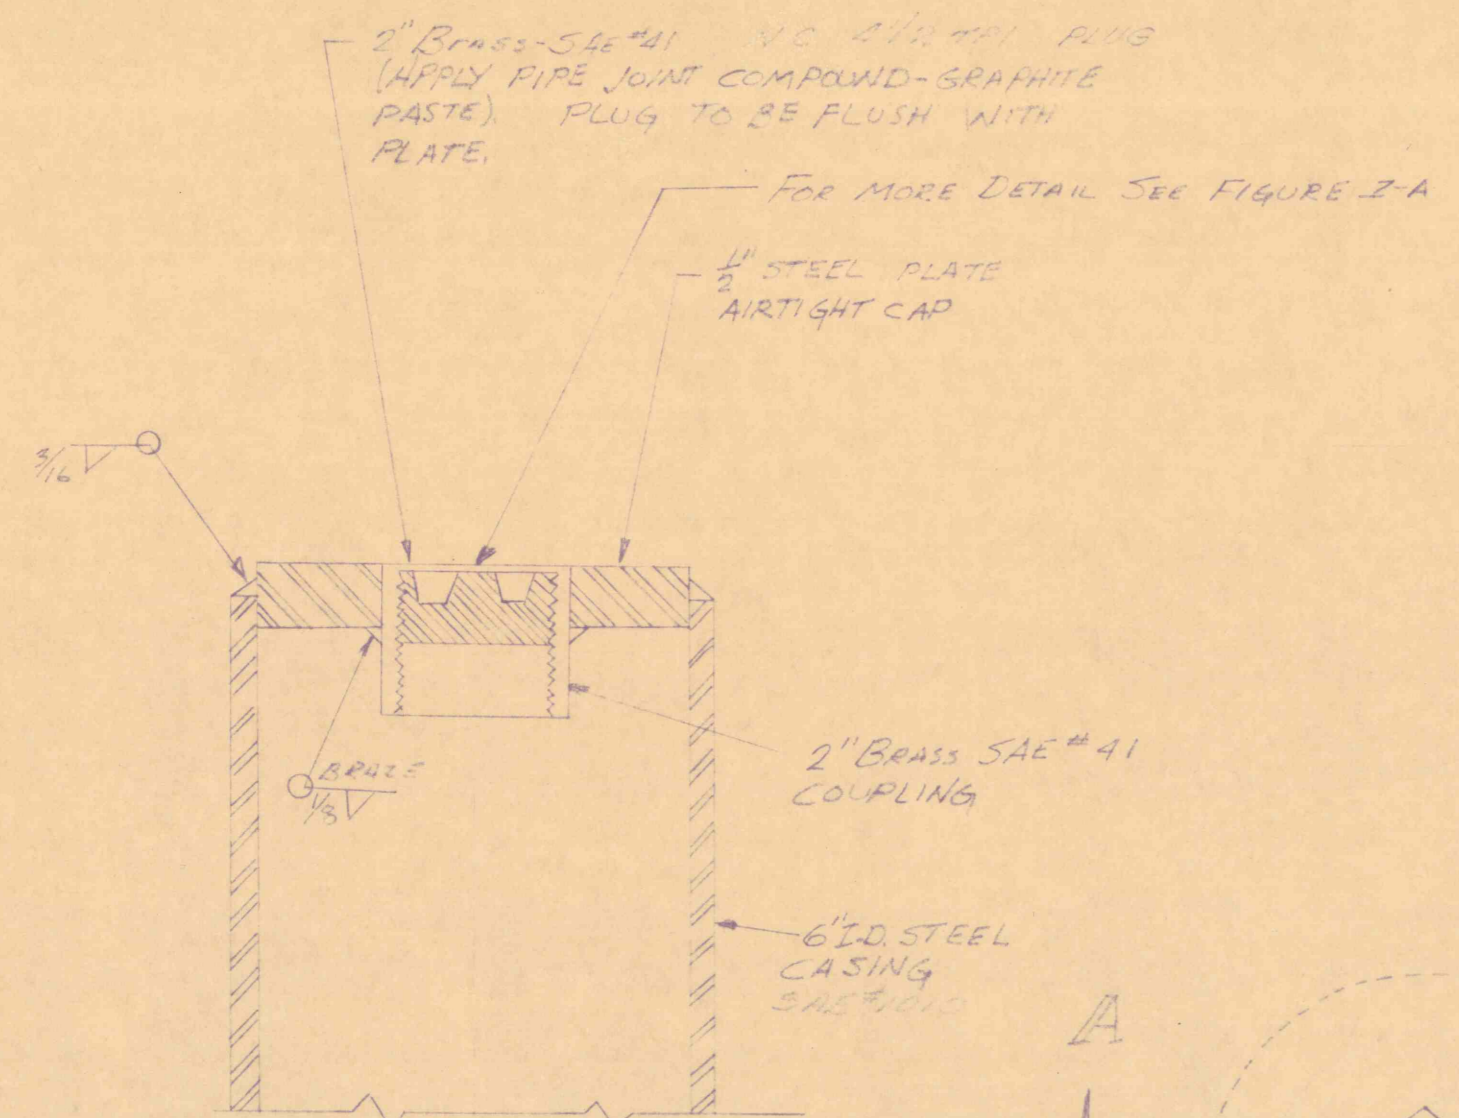 2" BRASS-SAE #41 N.C. 4 1/2 TPI PLUG
(APPLY PIPE JOINT COMPOUND-GRAPHITE
PASTE). PLUG TO BE FLUSH WITH
PLATE.
FOR MORE DETAIL SEE FIGURE I-A
1/2" STEEL PLATE
AIRTIGHT CAP
3/16
BRAZE
1/8
2" BRASS SAE #41
COUPLING
6" I.D. STEEL
CASING
SAE
A